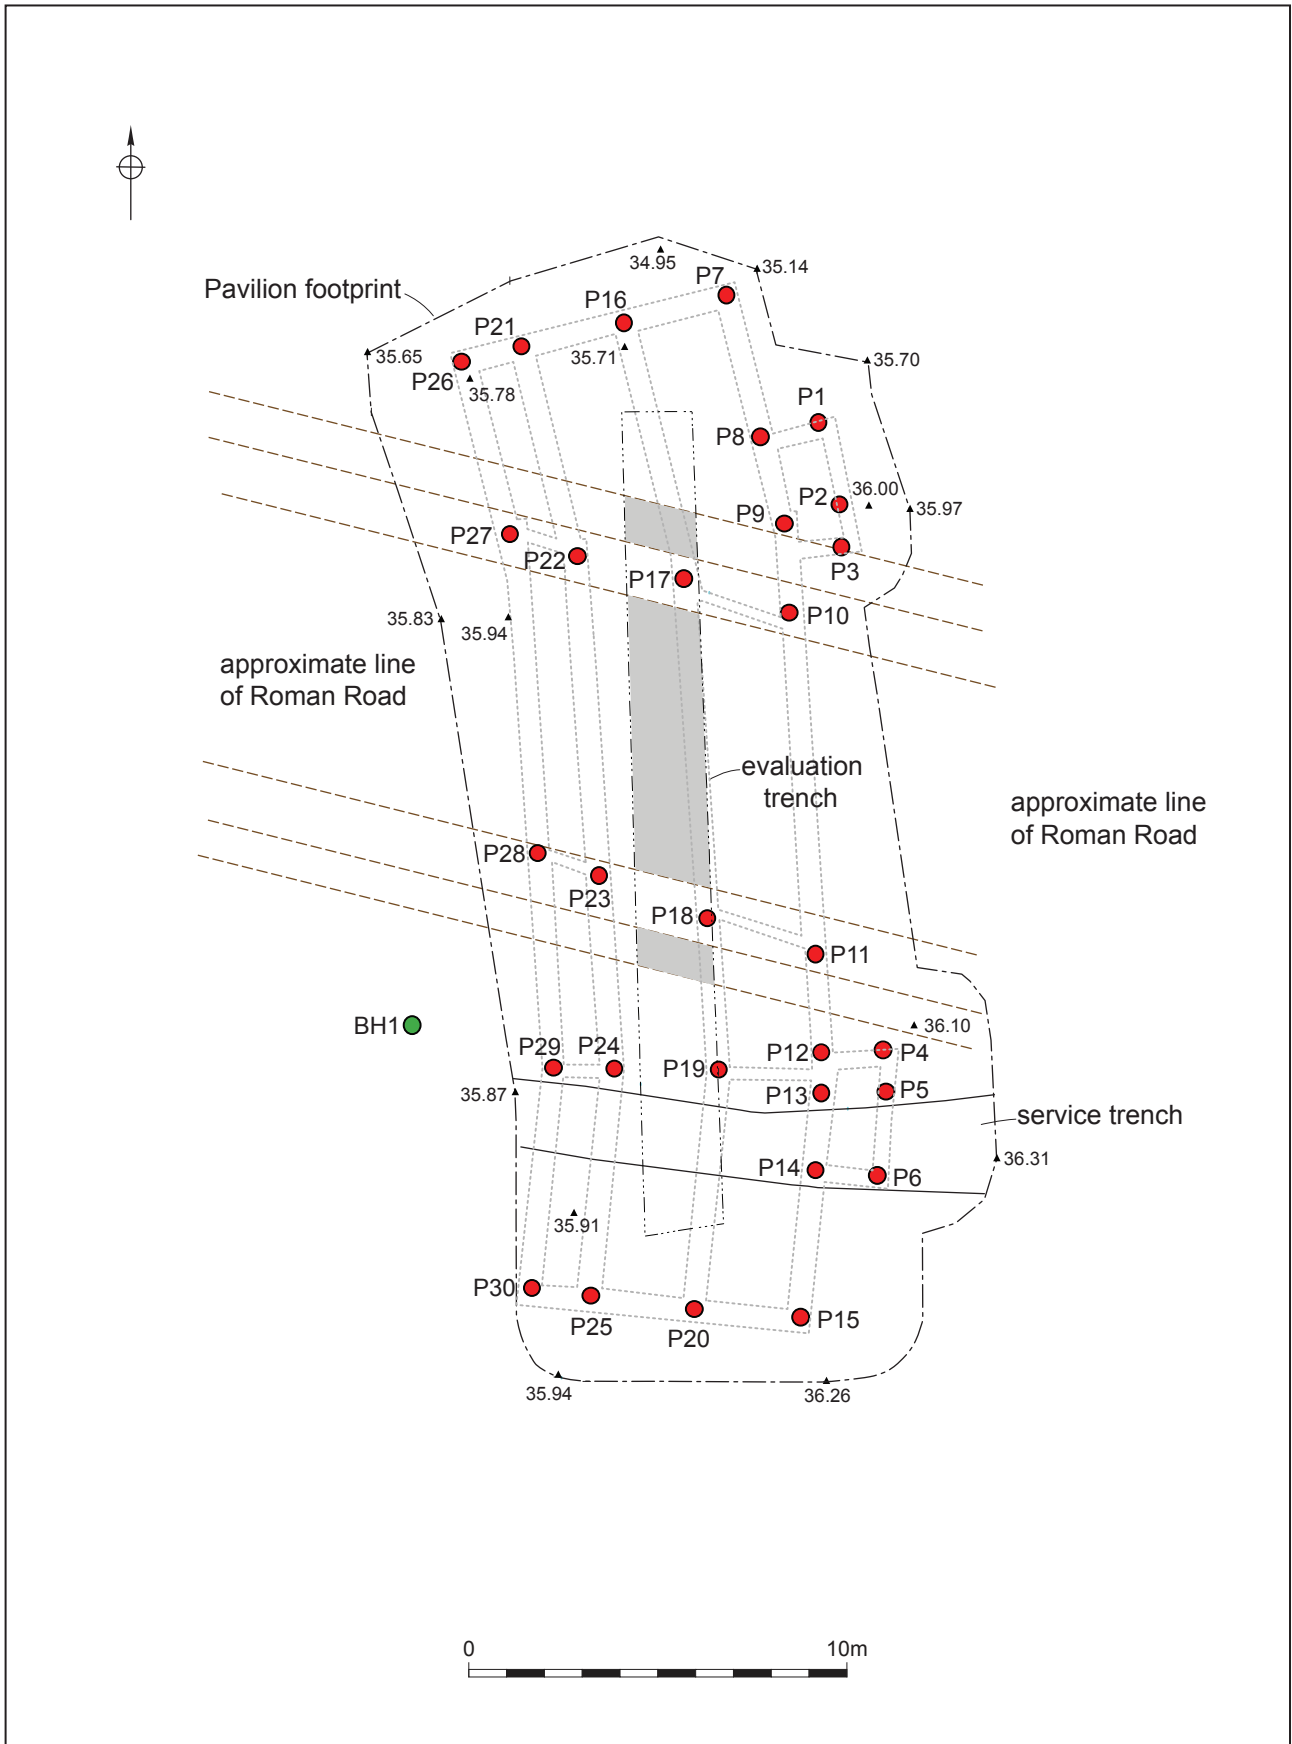 34.95
35.14
P7
Pavilion footprint
P16
P21
35.71
35.65
35.70
P26
35.78
P1
P8
P2
36.00
35.97
P9
P27
P22
P3
P17
P10
35.83
35.94
approximate line
of Roman Road
evaluation
trench
approximate line
of Roman Road
P28
P23
P18
P11
BH1
36.10
P29
P24
P12
P4
P19
35.87
P13
P5
service trench
P14
P6
36.31
35.91
P30
P25
P20
P15
35.94
36.26
0
10m